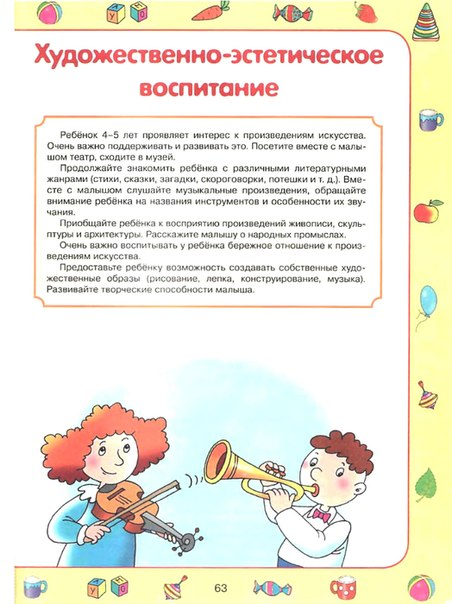 Художественно-эстетическое
воспитание
Ребёнок 4–5 лет проявляет интерес к произведениям искусства.
Очень важно поддерживать и развивать это. Посетите вместе с малы-
шом театр, сходите в музей.
Продолжайте знакомить ребёнка с различными литературными
жанрами (стихи, сказки, загадки, скороговорки, потешки и т. д.). Вме-
сте с малышом слушайте музыкальные произведения, обращайте
внимание ребёнка на названия инструментов и особенности их зву-
чания.
Приобщайте ребёнка к восприятию произведений живописи, скуль-
птуры и архитектуры. Расскажите малышу о народных промыслах.
Очень важно воспитывать у ребёнка бережное отношение к произ-
ведениям искусства.
Предоставьте ребёнку возможность создавать собственные худо-
жественные образы (рисование, лепка, конструирование, музыка).
Развивайте творческие способности малыша.
63